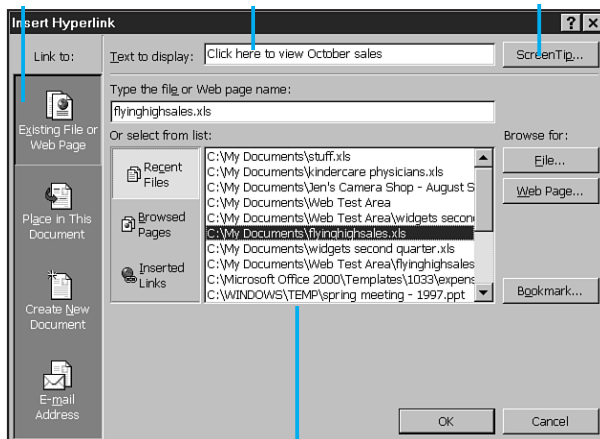 Insert Hyperlink
Link to:
Text to display:
Click here to view October sales
ScreenTip...
Type the file or Web page name:
flyinghighsales.xls
Existing File or
Web Page
Or select from list:
Browse for:
Recent
Files
Browsed
Pages
Inserted
Links
C:\My Documents\stuff.xls
C:\My Documents\kindercare physicians.xls
C:\My Documents\Jen's Camera Shop - August S
C:\My Documents\Web Test Area
C:\My Documents\Web Test Area\widgets secon
C:\My Documents\flyinghighsales.xls
C:\My Documents\widgets second quarter.xls
C:\My Documents\Web Test Area\flyinghighsales
C:\Microsoft Office 2000\Templates\1033\expens
C:\WINDOWS\TEMP\spring meeting - 1997.ppt
File...
Web Page...
Bookmark...
Place in This
Document
Create New
Document
E-mail
Address
OK
Cancel